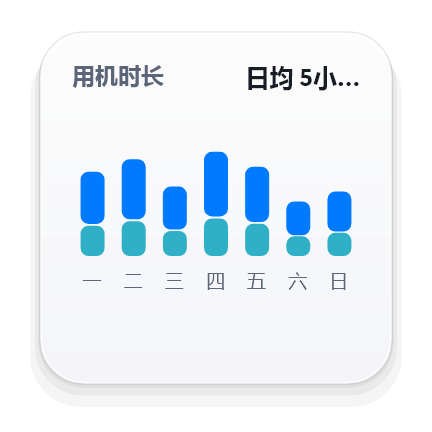 用机时长 日均 5小...
一 二 三 四 五 六 日